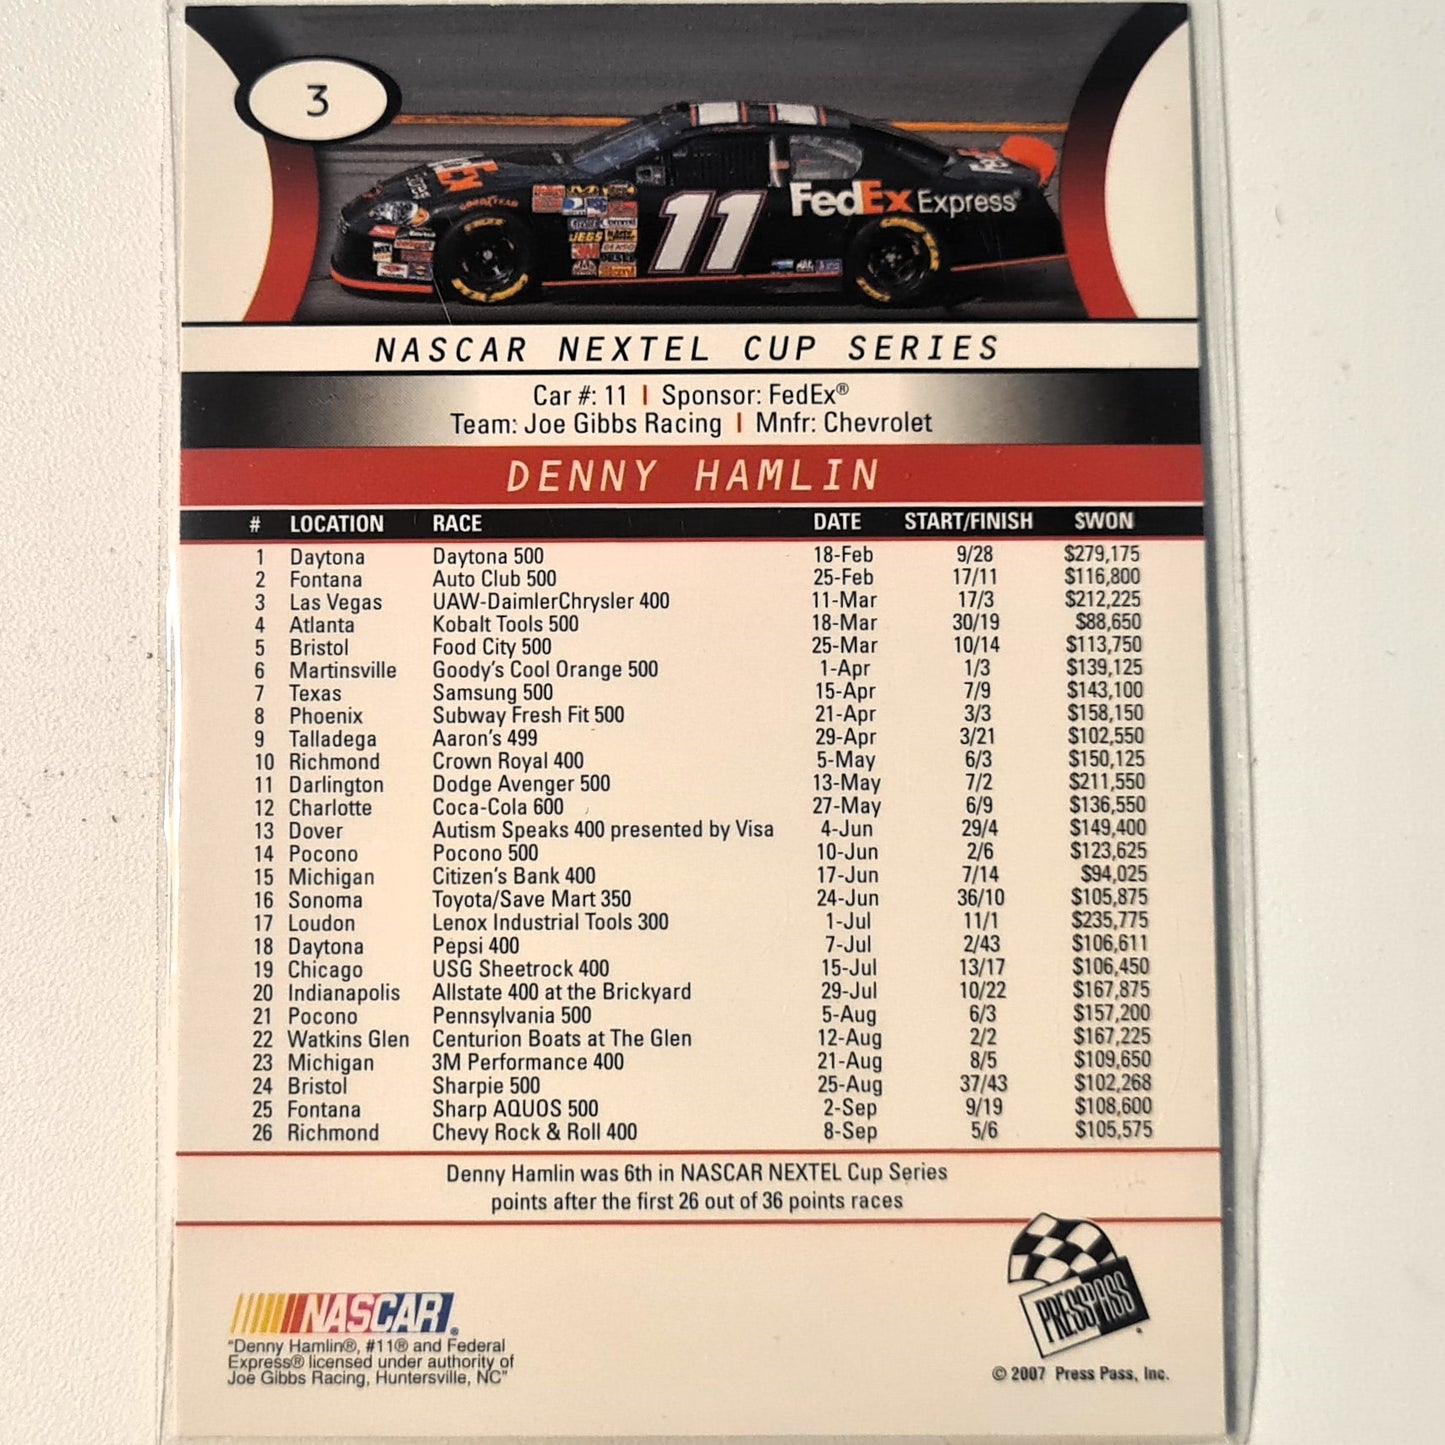 3
FedEx Express
11
GOODYEAR
JEGS
NASCAR NEXTEL CUP SERIES
Car #: 11 | Sponsor: FedEx®
Team: Joe Gibbs Racing | Mnfr: Chevrolet
DENNY HAMLIN
# LOCATION RACE DATE START/FINISH $WON
1 Daytona Daytona 500 18-Feb 9/28 $279,175
2 Fontana Auto Club 500 25-Feb 17/11 $116,800
3 Las Vegas UAW-DaimlerChrysler 400 11-Mar 17/3 $212,225
4 Atlanta Kobalt Tools 500 18-Mar 30/19 $88,650
5 Bristol Food City 500 25-Mar 10/14 $113,750
6 Martinsville Goody's Cool Orange 500 1-Apr 1/3 $139,125
7 Texas Samsung 500 15-Apr 7/9 $143,100
8 Phoenix Subway Fresh Fit 500 21-Apr 3/3 $158,150
9 Talladega Aaron's 499 29-Apr 3/21 $102,550
10 Richmond Crown Royal 400 5-May 6/3 $150,125
11 Darlington Dodge Avenger 500 13-May 7/2 $211,550
12 Charlotte Coca-Cola 600 27-May 6/9 $136,550
13 Dover Autism Speaks 400 presented by Visa 4-Jun 29/4 $149,400
14 Pocono Pocono 500 10-Jun 2/6 $123,625
15 Michigan Citizen's Bank 400 17-Jun 7/14 $94,025
16 Sonoma Toyota/Save Mart 350 24-Jun 36/10 $105,875
17 Loudon Lenox Industrial Tools 300 1-Jul 11/1 $235,775
18 Daytona Pepsi 400 7-Jul 2/43 $106,611
19 Chicago USG Sheetrock 400 15-Jul 13/17 $106,450
20 Indianapolis Allstate 400 at the Brickyard 29-Jul 10/22 $167,875
21 Pocono Pennsylvania 500 5-Aug 6/3 $157,200
22 Watkins Glen Centurion Boats at The Glen 12-Aug 2/2 $167,225
23 Michigan 3M Performance 400 21-Aug 8/5 $109,650
24 Bristol Sharpie 500 25-Aug 37/43 $102,268
25 Fontana Sharp AQUOS 500 2-Sep 9/19 $108,600
26 Richmond Chevy Rock & Roll 400 8-Sep 5/6 $105,575
Denny Hamlin was 6th in NASCAR NEXTEL Cup Series
points after the first 26 out of 36 points races
NASCAR®
PRESS PASS
"Denny Hamlin®, #11® and Federal
Express® licensed under authority of
Joe Gibbs Racing, Huntersville, NC"
© 2007 Press Pass, Inc.